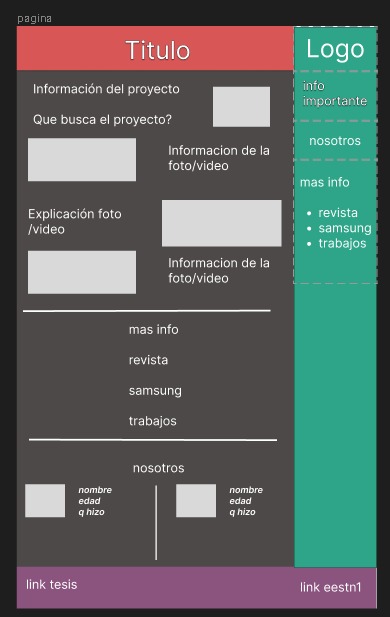 pagina
Titulo
Información del proyecto
Que busca el proyecto?
Informacion de la
foto/video
Explicación foto
/video
Informacion de la
foto/video
mas info
revista
samsung
trabajos
nosotros
nombre
edad
q hizo
nombre
edad
q hizo
Logo
info
importante
nosotros
mas info
• revista
• samsung
• trabajos
link tesis
link eestn1